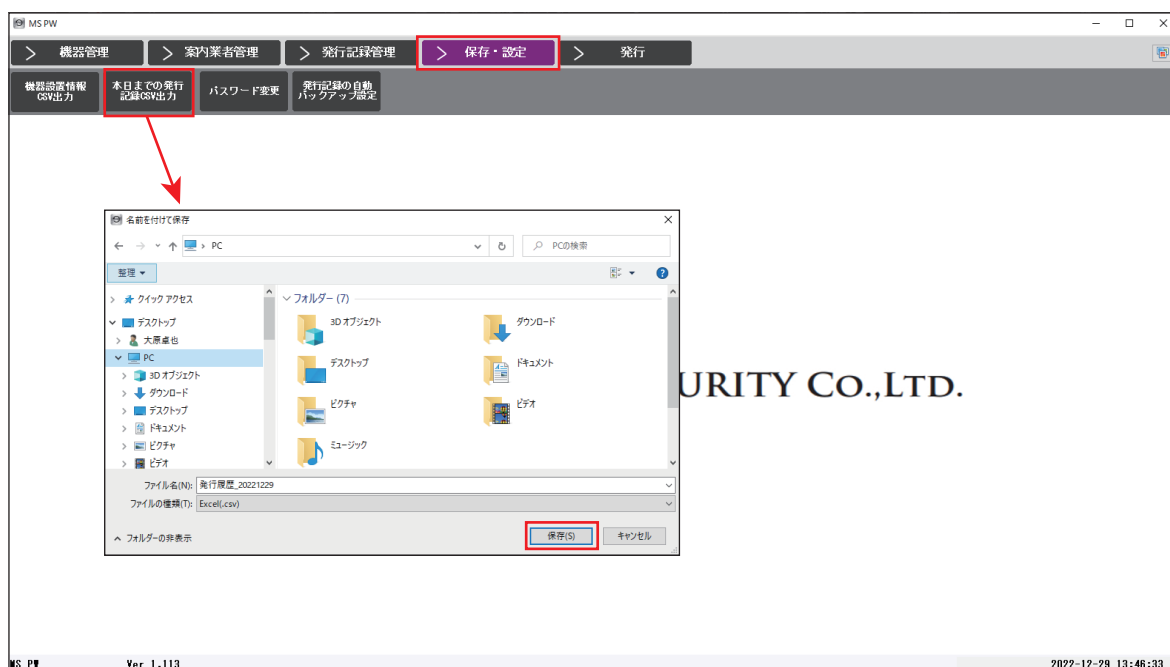 MS PW
機器管理
案内業者管理
発行記録管理
保存・設定
発行
機器設置情報
CSV出力
本日までの発行
記録CSV出力
パスワード変更
発行記録の自動
バックアップ設定
名前を付けて保存
PC
PCの検索
整理
クイック アクセス
デスクトップ
大原卓也
PC
3D オブジェクト
ダウンロード
デスクトップ
ドキュメント
ピクチャ
ビデオ
フォルダー (7)
3D オブジェクト
ダウンロード
デスクトップ
ドキュメント
ピクチャ
ビデオ
ミュージック
URITY CO.,LTD.
ファイル名(N): 発行履歴_20221229
ファイルの種類(T): Excel(.csv)
フォルダーの非表示
保存(S)
キャンセル
MS PW Ver 1.113
2022-12-29 13:46:33